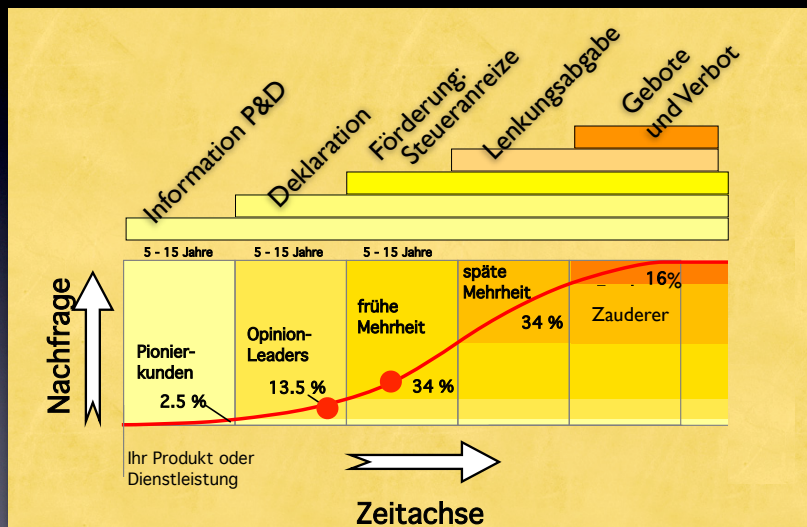 Information P&D
Deklaration
Förderung:
Steueranreize
Lenkungsabgabe
Gebote
und Verbot
5 - 15 Jahre
5 - 15 Jahre
5 - 15 Jahre
Nachfrage
Pionier-
kunden
2.5 %
Opinion-
Leaders
13.5 %
frühe
Mehrheit
34 %
späte
Mehrheit
34 %
16%
Zauderer
Ihr Produkt oder
Dienstleistung
Zeitachse